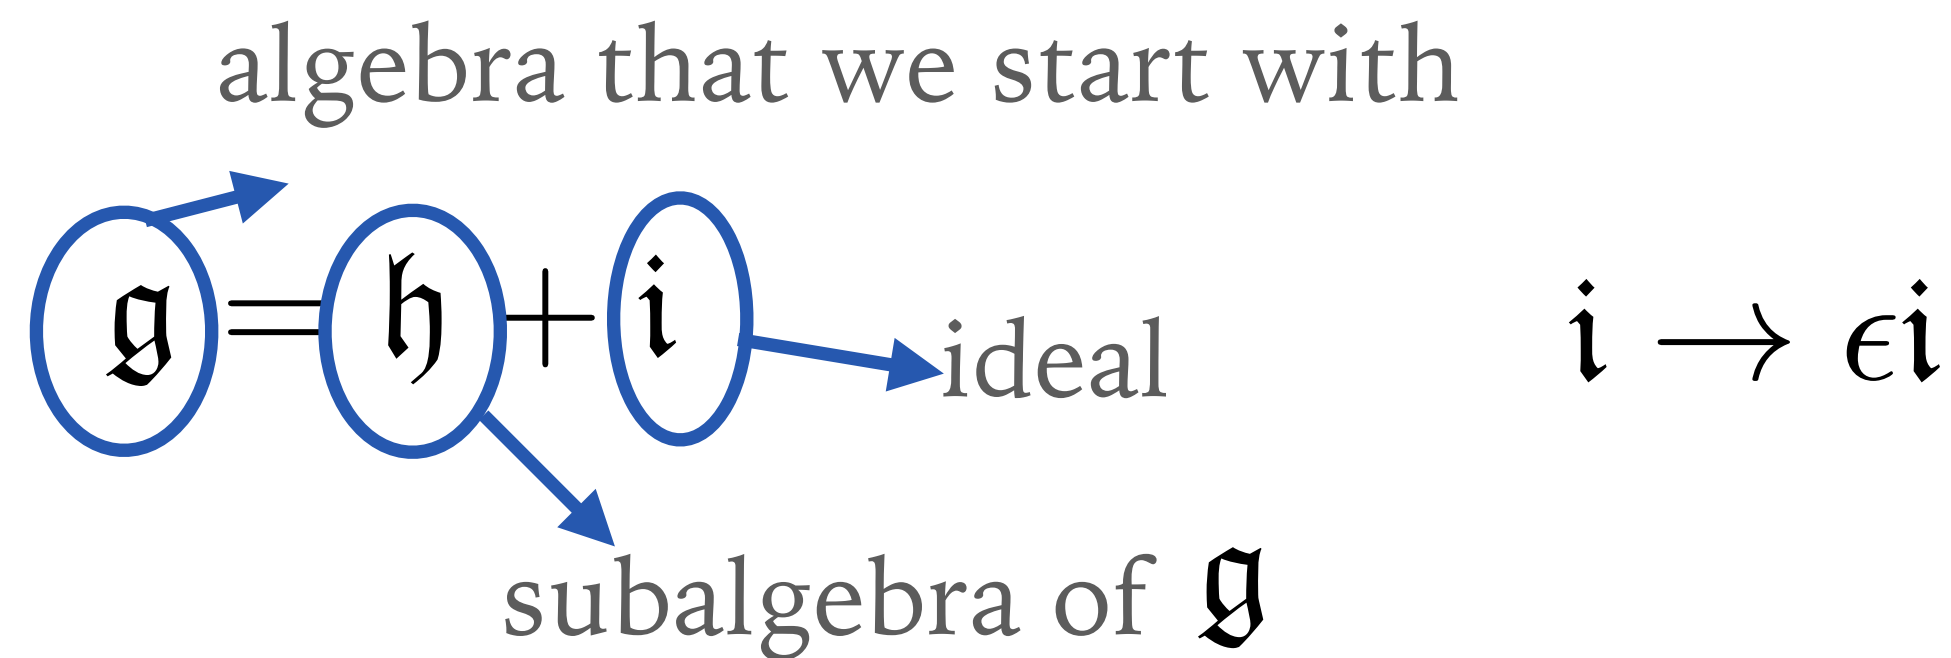 algebra that we start with
𝔤 = 𝔥 + 𝔦
𝔦 → ϵ𝔦
ideal
subalgebra of 𝔤